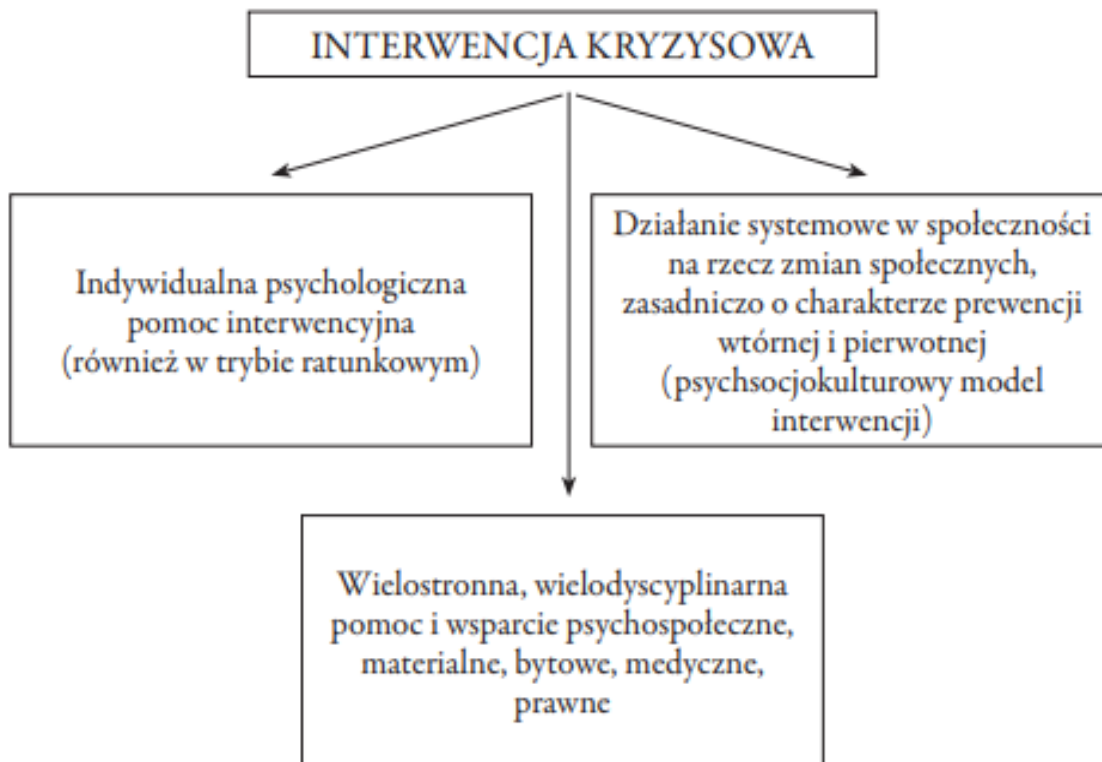 INTERWENCJA KRYZYSOWA
Indywidualna psychologiczna
pomoc interwencyjna
(również w trybie ratunkowym)
Działanie systemowe w społeczności
na rzecz zmian społecznych,
zasadniczo o charakterze prewencji
wtórnej i pierwotnej
(psychsocjokulturowy model
interwencji)
Wielostronna, wielodyscyplinarna
pomoc i wsparcie psychospołeczne,
materialne, bytowe, medyczne,
prawne